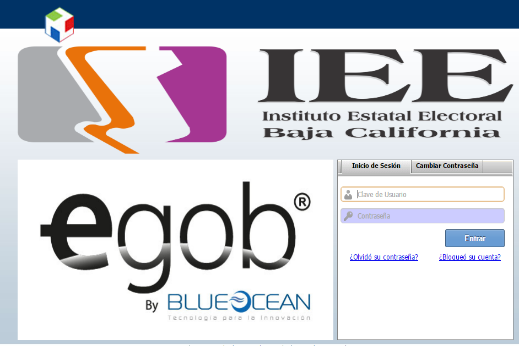 IEE
Instituto Estatal Electoral
Baja California
Inicio de Sesión
Cambiar Contraseña
Clave de Usuario
Contraseña
Entrar
¿Olvidó su contraseña?
¿Bloqueó su cuenta?
egob®
By BLUEOCEAN
Tecnología para la Innovación